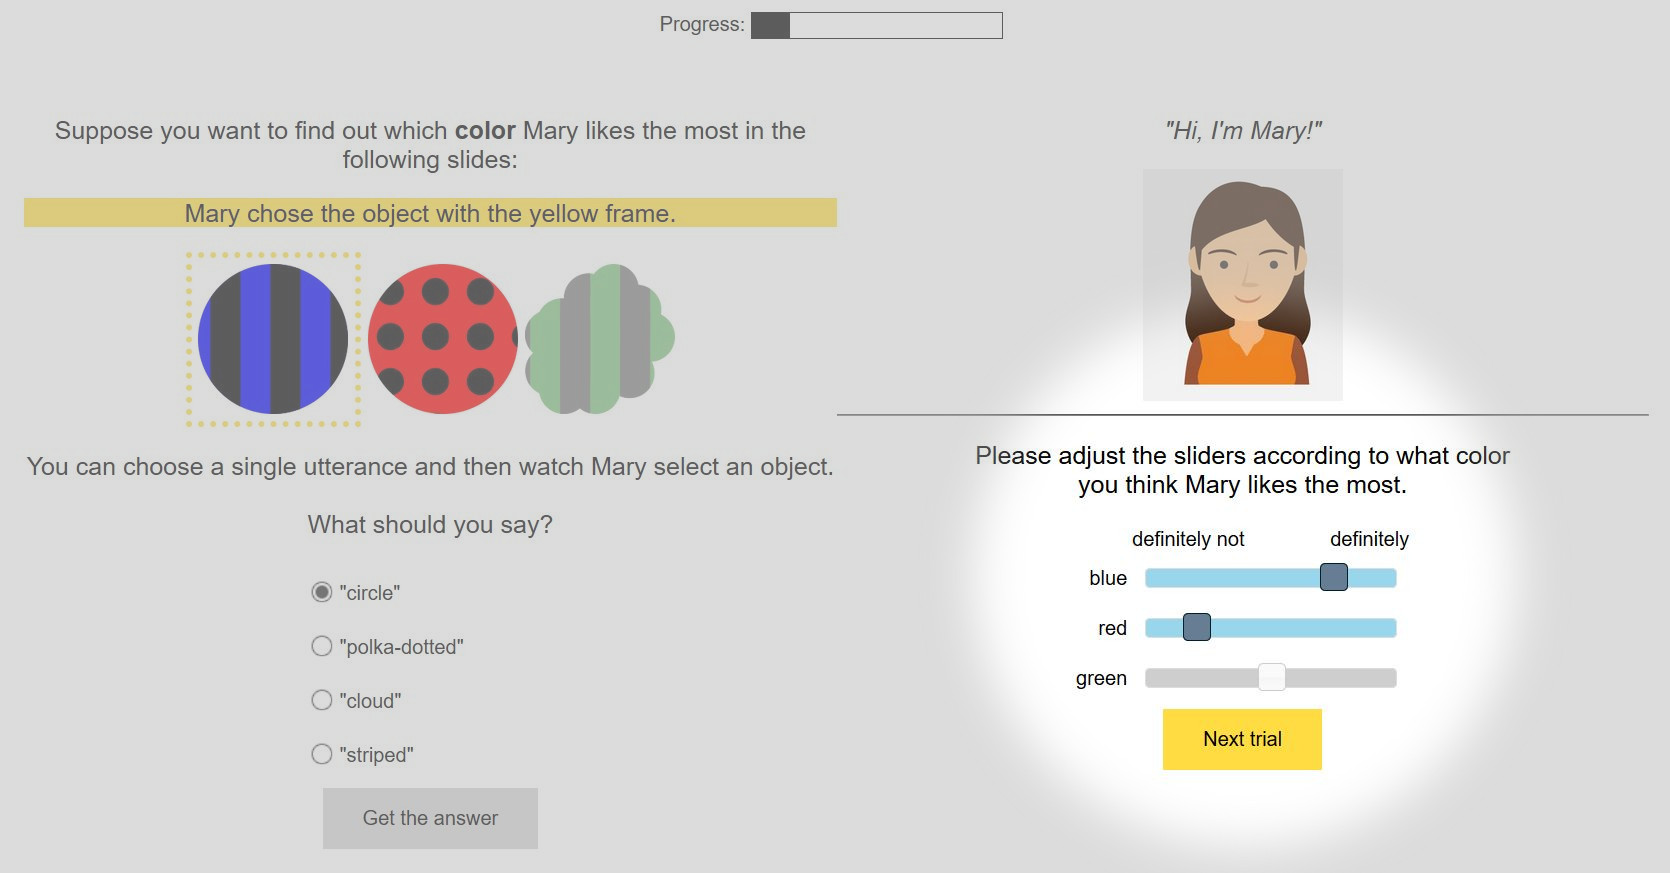 Progress:
Suppose you want to find out which color Mary likes the most in the
following slides:
Mary chose the object with the yellow frame.
You can choose a single utterance and then watch Mary select an object.
What should you say?
"circle"
"polka-dotted"
"cloud"
"striped"
Get the answer
"Hi, I'm Mary!"
Please adjust the sliders according to what color
you think Mary likes the most.
definitely not definitely
blue
red
green
Next trial